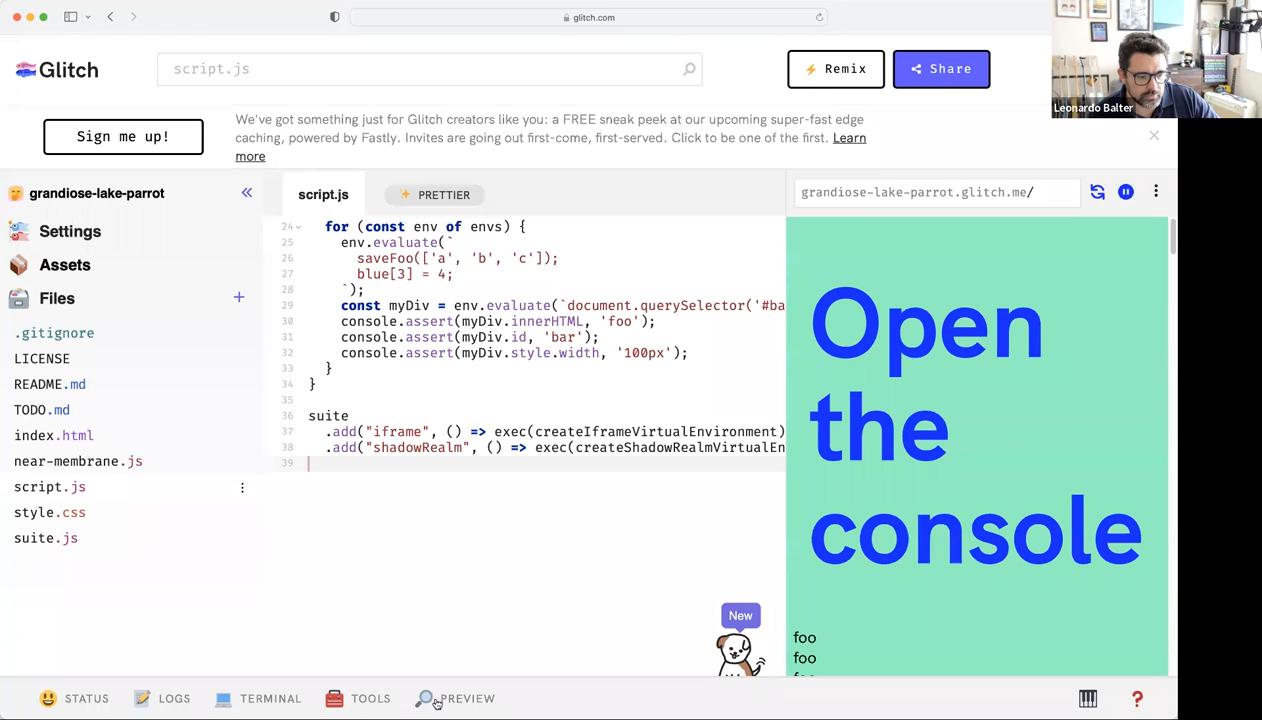 glitch.com
Glitch
script.js
Remix
Share
Leonardo Balter
Sign me up!
We've got something just for Glitch creators like you: a FREE sneak peek at our upcoming super-fast edge
caching, powered by Fastly. Invites are going out first-come, first-served. Click to be one of the first. Learn
more
grandiose-lake-parrot
Settings
Assets
Files
.gitignore
LICENSE
README.md
TODO.md
index.html
near-membrane.js
script.js
style.css
suite.js
script.js
PRETTIER
24 for (const env of envs) {
25 env.evaluate(`
26 saveFoo(['a', 'b', 'c']);
27 blue[3] = 4;
28 `);
29 const myDiv = env.evaluate(`document.querySelector('#ba
30 console.assert(myDiv.innerHTML, 'foo');
31 console.assert(myDiv.id, 'bar');
32 console.assert(myDiv.style.width, '100px');
33 }
34 }
35
36 suite
37 .add("iframe", () => exec(createIframeVirtualEnvironment)
38 .add("shadowRealm", () => exec(createShadowRealmVirtualEn
39
New
grandiose-lake-parrot.glitch.me/
Open
the
console
foo
foo
STATUS
LOGS
TERMINAL
TOOLS
PREVIEW
?